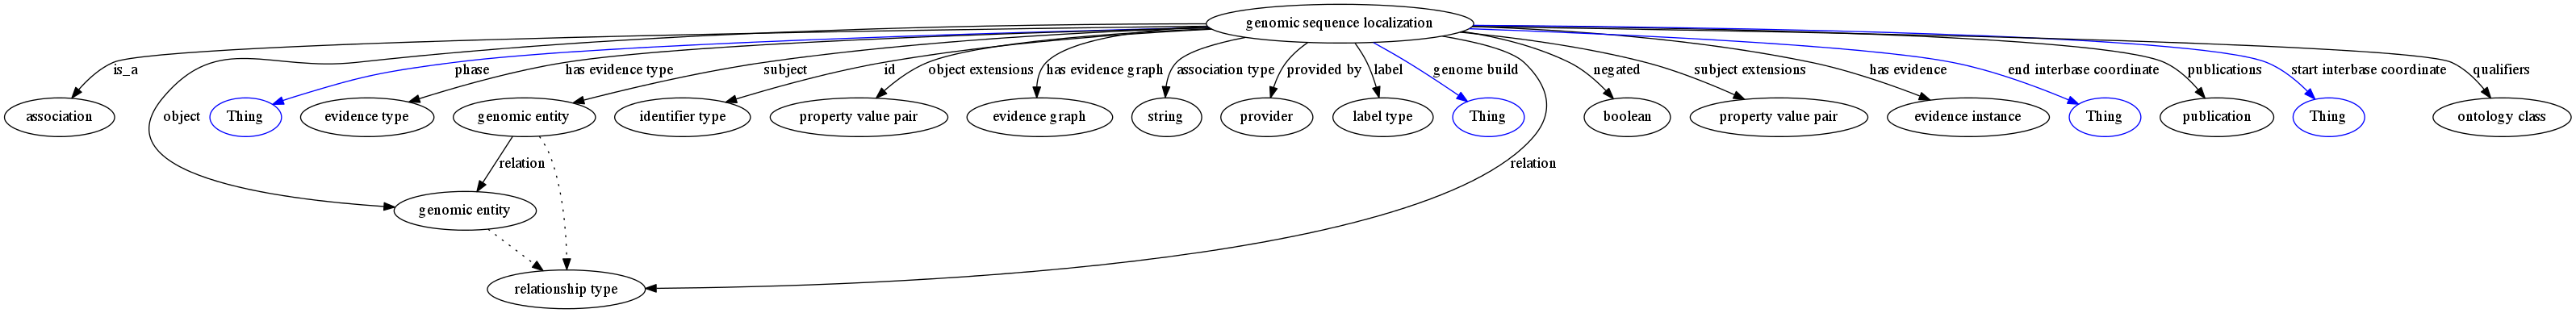 genomic sequence localization
is_a
object
phase
has evidence type
subject
id
object extensions
has evidence graph
association type
provided by
label
genome build
negated
subject extensions
has evidence
end interbase coordinate
publications
start interbase coordinate
qualifiers
association
Thing
evidence type
genomic entity
identifier type
property value pair
evidence graph
string
provider
label type
Thing
boolean
property value pair
evidence instance
Thing
publication
Thing
ontology class
relation
relation
genomic entity
relationship type